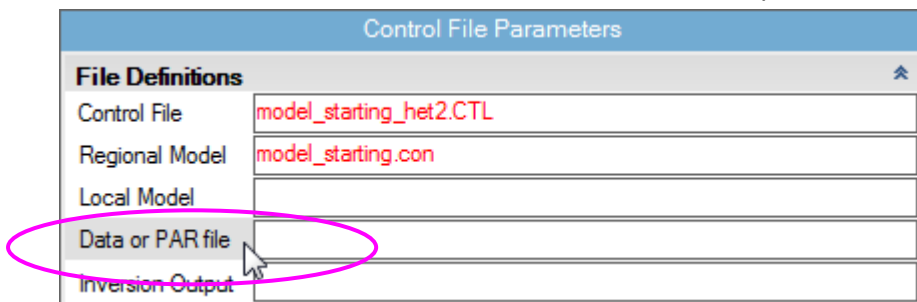 Control File Parameters
File Definitions
Control File model_starting_het2.CTL
Regional Model model_starting.con
Local Model
Data or PAR file
Inversion Output